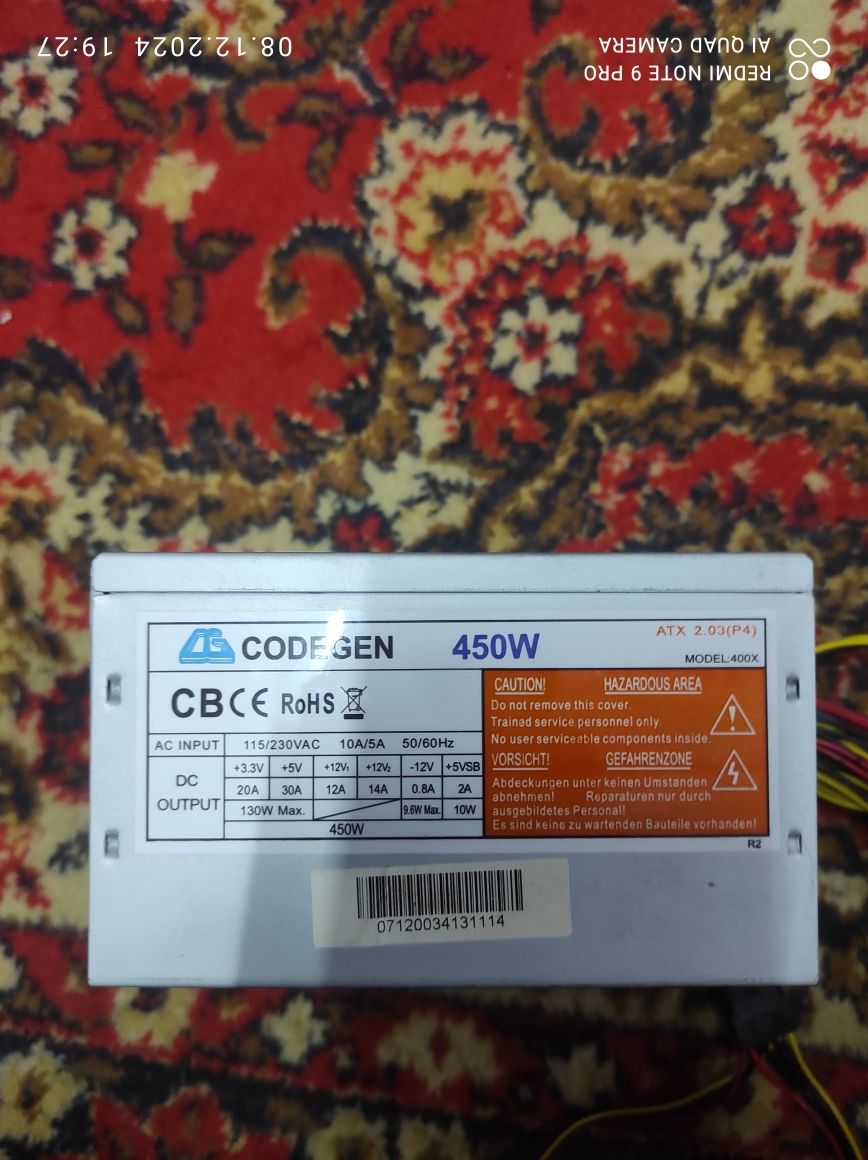 08.12.2024 19:27
REDMI NOTE 9 PRO
AI QUAD CAMERA
CODEGEN 450W
ATX 2.03(P4)
MODEL:400X
CB CE RoHS
AC INPUT 115/230VAC 10A/5A 50/60Hz
DC OUTPUT
+3.3V +5V +12V1 +12V2 -12V +5VSB
20A 30A 12A 14A 0.8A 2A
130W Max. 9.6W Max. 10W
450W
CAUTION! HAZARDOUS AREA
Do not remove this cover.
Trained service personnel only.
No user serviceable components inside.
VORSICHT! GEFAHRENZONE
Abdeckungen unter keinen Umständen
abnehmen! Reparaturen nur durch
ausgebildetes Personal!
Es sind keine zu wartenden Bauteile vorhanden!
R2
07120034131114